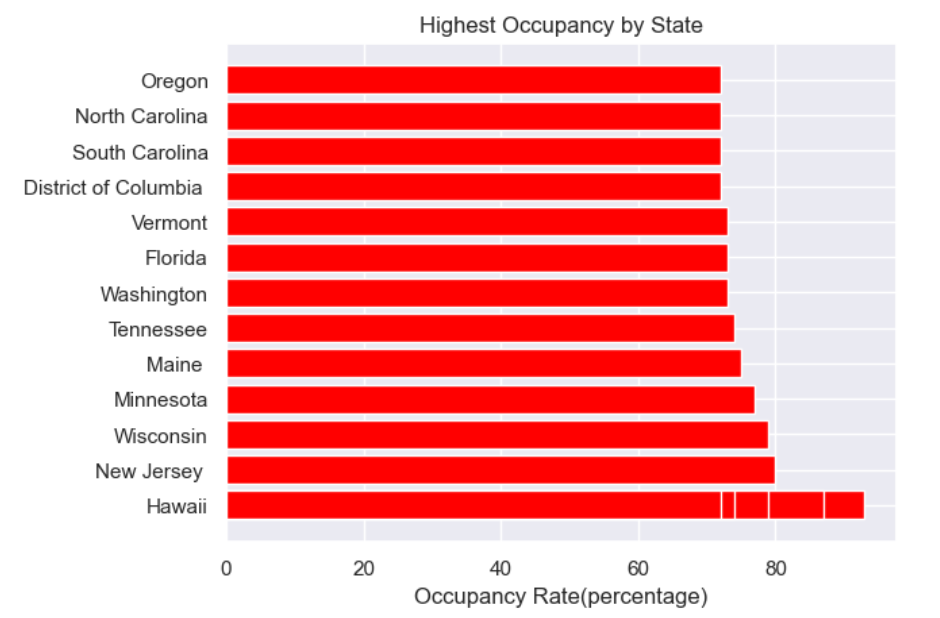 Highest Occupancy by State
Oregon
North Carolina
South Carolina
District of Columbia
Vermont
Florida
Washington
Tennessee
Maine
Minnesota
Wisconsin
New Jersey
Hawaii
0 20 40 60 80
Occupancy Rate(percentage)